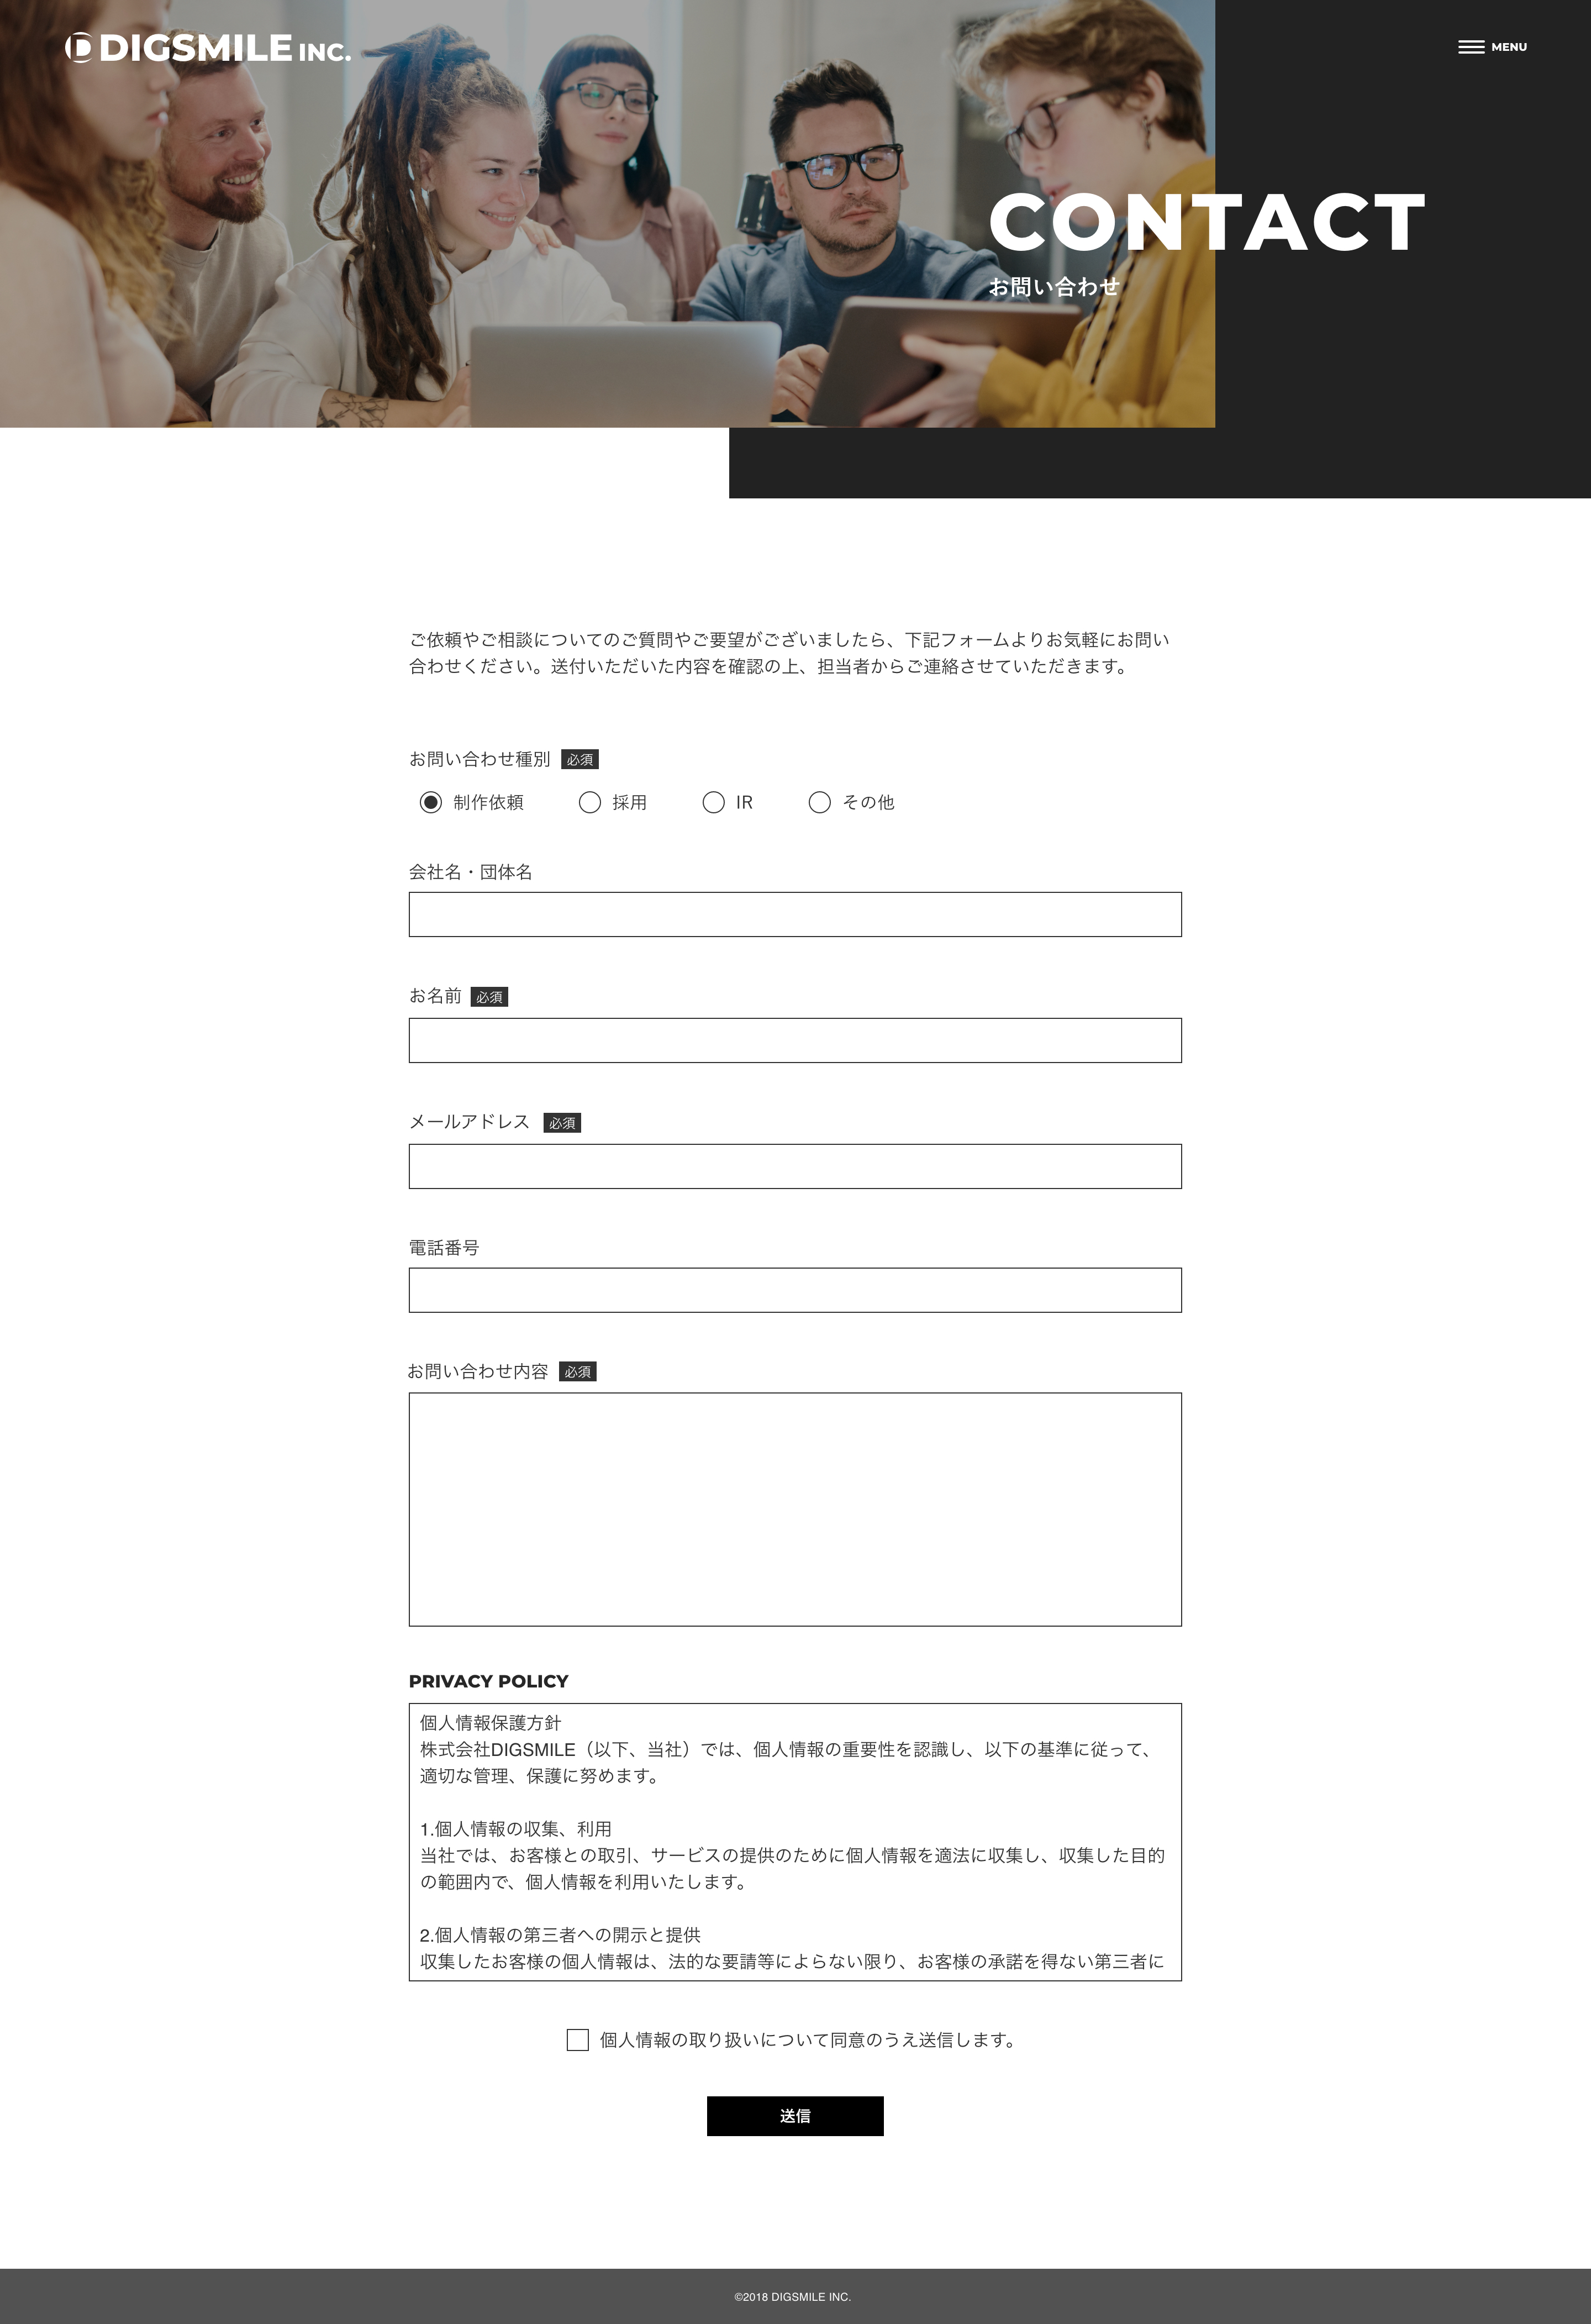 DIGSMILE INC.
MENU
CONTACT
お問い合わせ
ご依頼やご相談についてのご質問やご要望がございましたら、下記フォームよりお気軽にお問い
合わせください。送付いただいた内容を確認の上、担当者からご連絡させていただきます。
お問い合わせ種別 必須
制作依頼 採用 IR その他
会社名・団体名
お名前 必須
メールアドレス 必須
電話番号
お問い合わせ内容 必須
PRIVACY POLICY
個人情報保護方針
株式会社DIGSMILE（以下、当社）では、個人情報の重要性を認識し、以下の基準に従って、
適切な管理、保護に努めます。
1.個人情報の収集、利用
当社では、お客様との取引、サービスの提供のために個人情報を適法に収集し、収集した目的
の範囲内で、個人情報を利用いたします。
2.個人情報の第三者への開示と提供
収集したお客様の個人情報は、法的な要請等によらない限り、お客様の承諾を得ない第三者に
個人情報の取り扱いについて同意のうえ送信します。
送信
©2018 DIGSMILE INC.